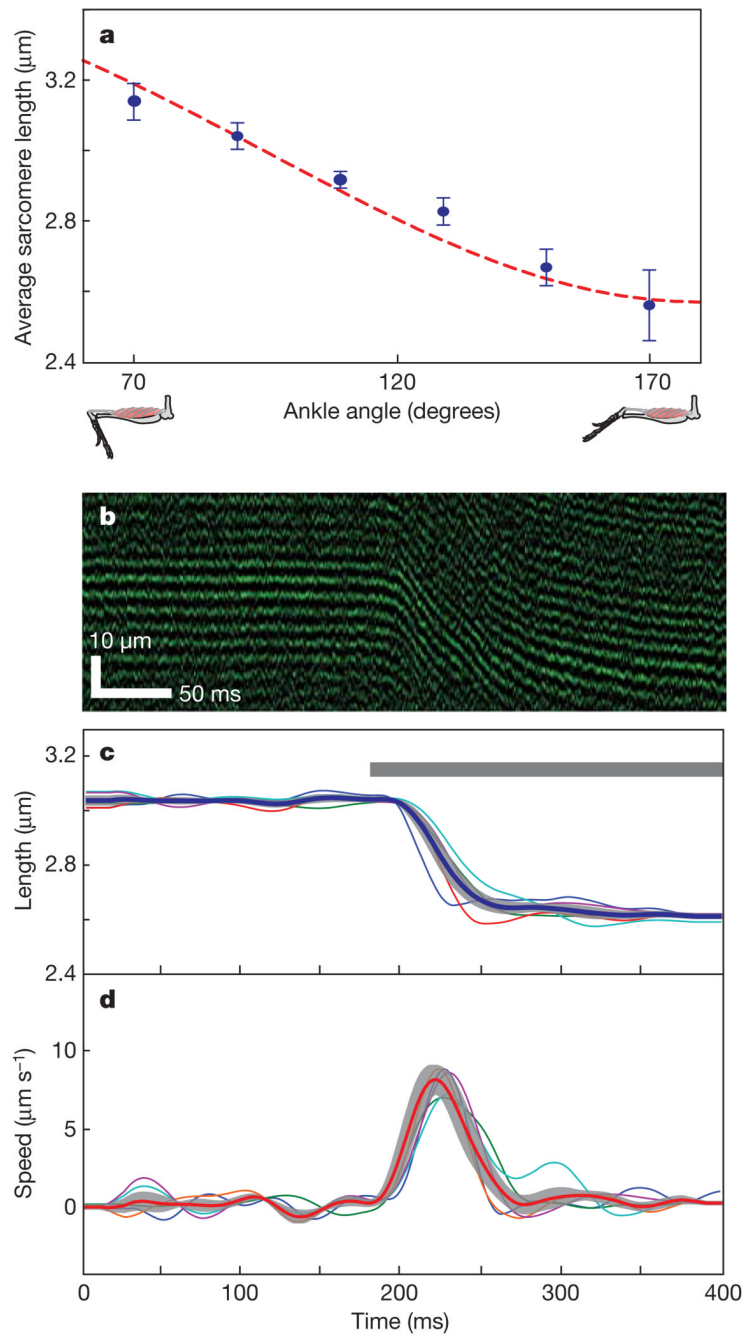 a
Average sarcomere length (μm)
3.2
2.8
2.4
70
120
170
Ankle angle (degrees)
b
10 μm
50 ms
c
Length (μm)
3.2
2.8
2.4
d
Speed (μm s⁻¹)
10
5
0
0
100
200
300
400
Time (ms)